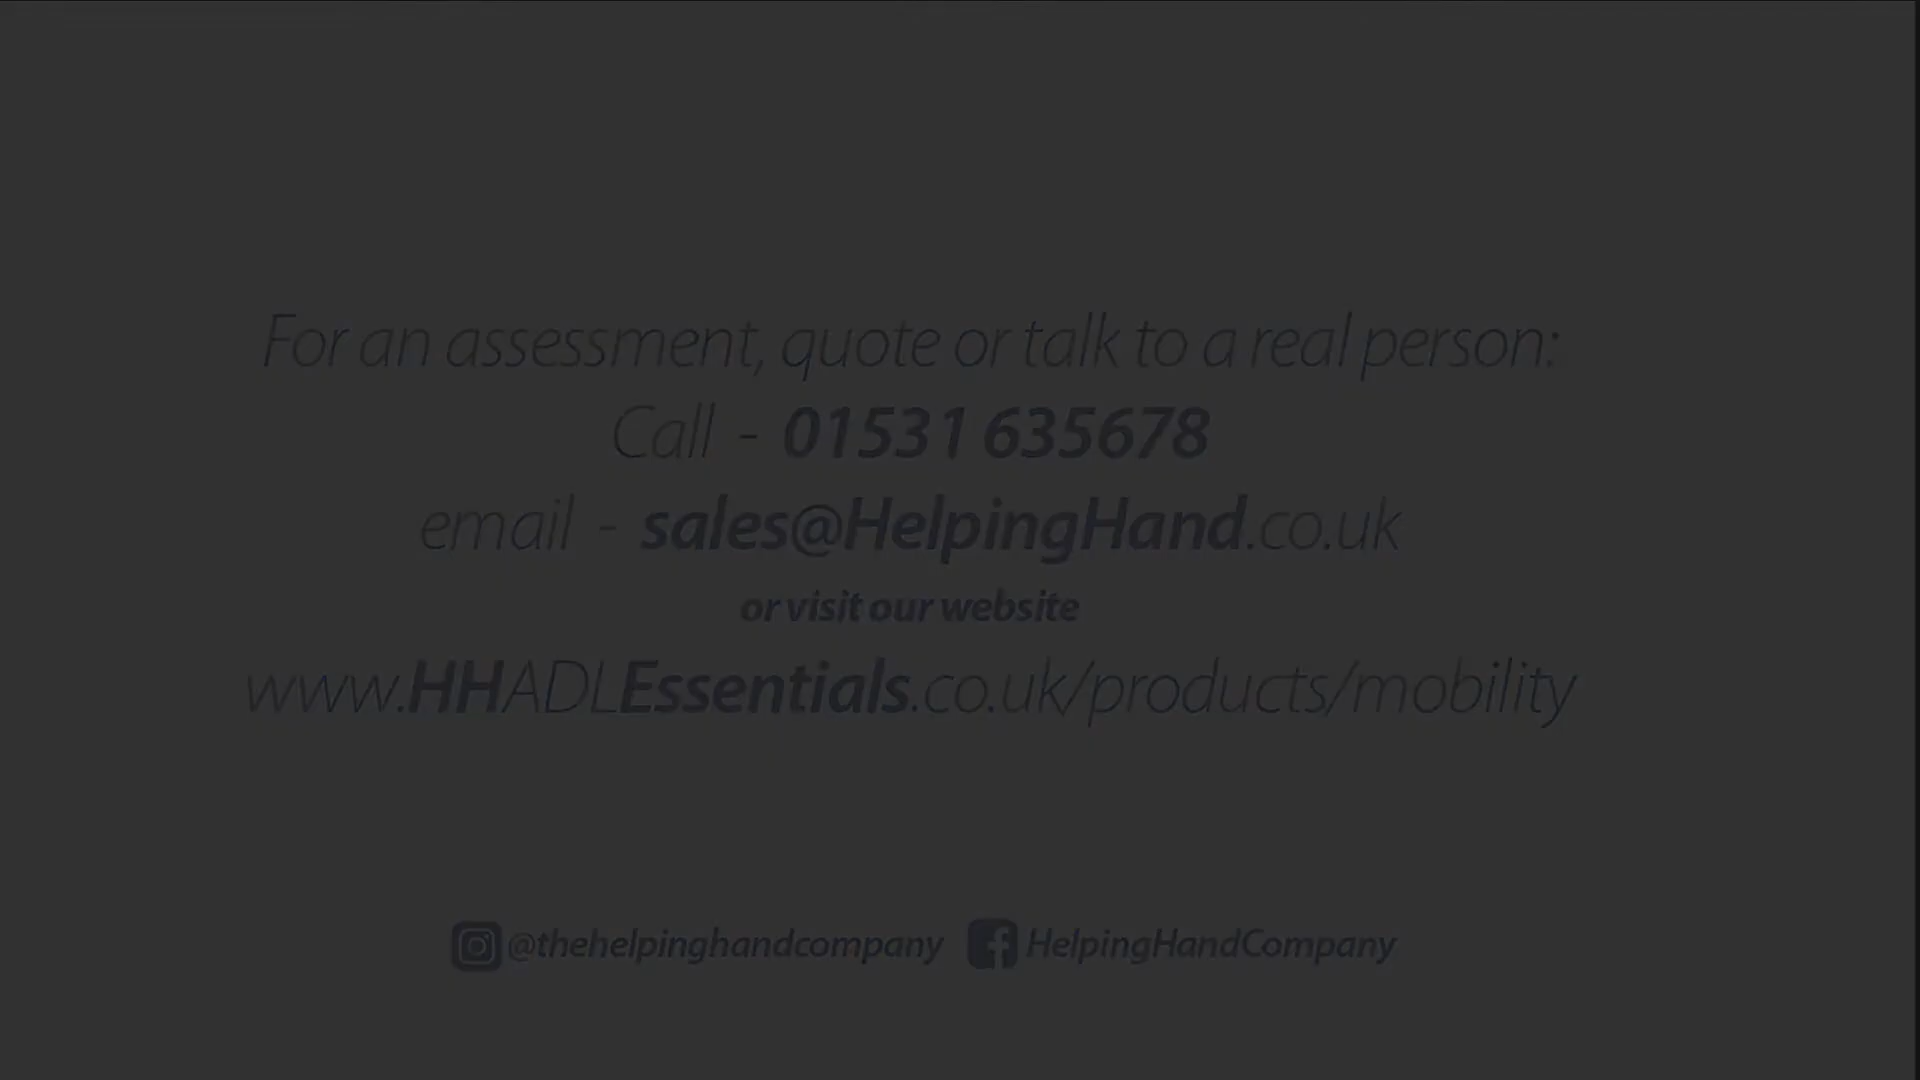 For an assessment, quote or talk to a real person:
Call - 01531 635678
email - sales@HelpingHand.co.uk
or visit our website
www.HHADLEssentials.co.uk/products/mobility
@thehelpinghandcompany HelpingHandCompany